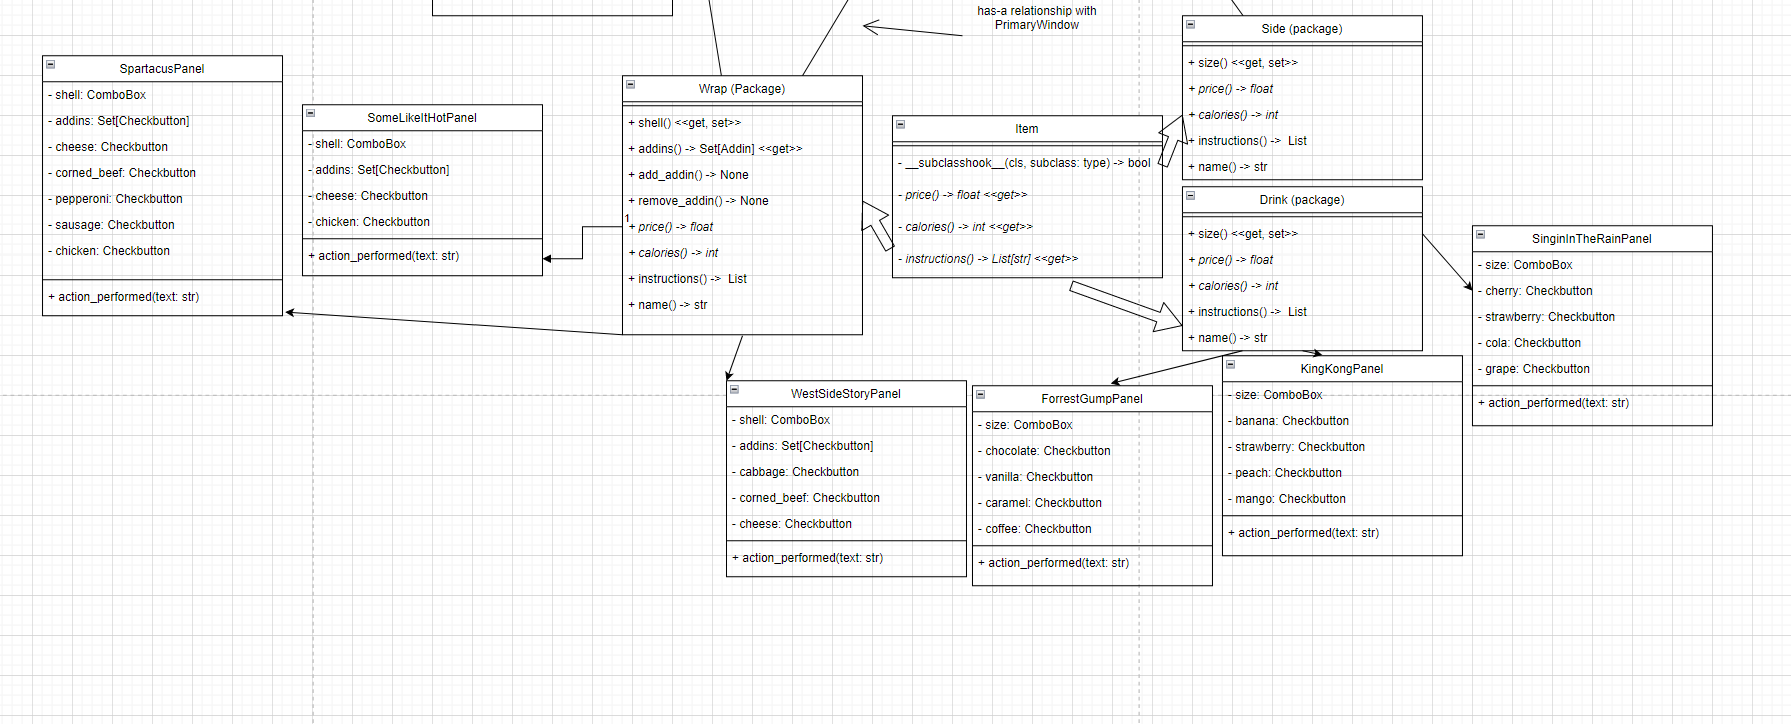 has-a relationship with
PrimaryWindow
SpartacusPanel
- shell: ComboBox
- addins: Set[Checkbutton]
- cheese: Checkbutton
- corned_beef: Checkbutton
- pepperoni: Checkbutton
- sausage: Checkbutton
- chicken: Checkbutton
+ action_performed(text: str)
SomeLikeItHotPanel
- shell: ComboBox
- addins: Set[Checkbutton]
- cheese: Checkbutton
- chicken: Checkbutton
+ action_performed(text: str)
Wrap (Package)
+ shell() <<get, set>>
+ addins() -> Set[Addin] <<get>>
+ add_addin() -> None
+ remove_addin() -> None
1
+ price() -> float
+ calories() -> int
+ instructions() -> List
+ name() -> str
Item
- __subclasshook__(cls, subclass: type) -> bool
- price() -> float <<get>>
- calories() -> int <<get>>
- instructions() -> List[str] <<get>>
Side (package)
+ size() <<get, set>>
+ price() -> float
+ calories() -> int
+ instructions() -> List
+ name() -> str
Drink (package)
+ size() <<get, set>>
+ price() -> float
+ calories() -> int
+ instructions() -> List
+ name() -> str
SinginInTheRainPanel
- size: ComboBox
- cherry: Checkbutton
- strawberry: Checkbutton
- cola: Checkbutton
- grape: Checkbutton
+ action_performed(text: str)
WestSideStoryPanel
- shell: ComboBox
- addins: Set[Checkbutton]
- cabbage: Checkbutton
- corned_beef: Checkbutton
- cheese: Checkbutton
+ action_performed(text: str)
ForrestGumpPanel
- size: ComboBox
- chocolate: Checkbutton
- vanilla: Checkbutton
- caramel: Checkbutton
- coffee: Checkbutton
+ action_performed(text: str)
KingKongPanel
- size: ComboBox
- banana: Checkbutton
- strawberry: Checkbutton
- peach: Checkbutton
- mango: Checkbutton
+ action_performed(text: str)